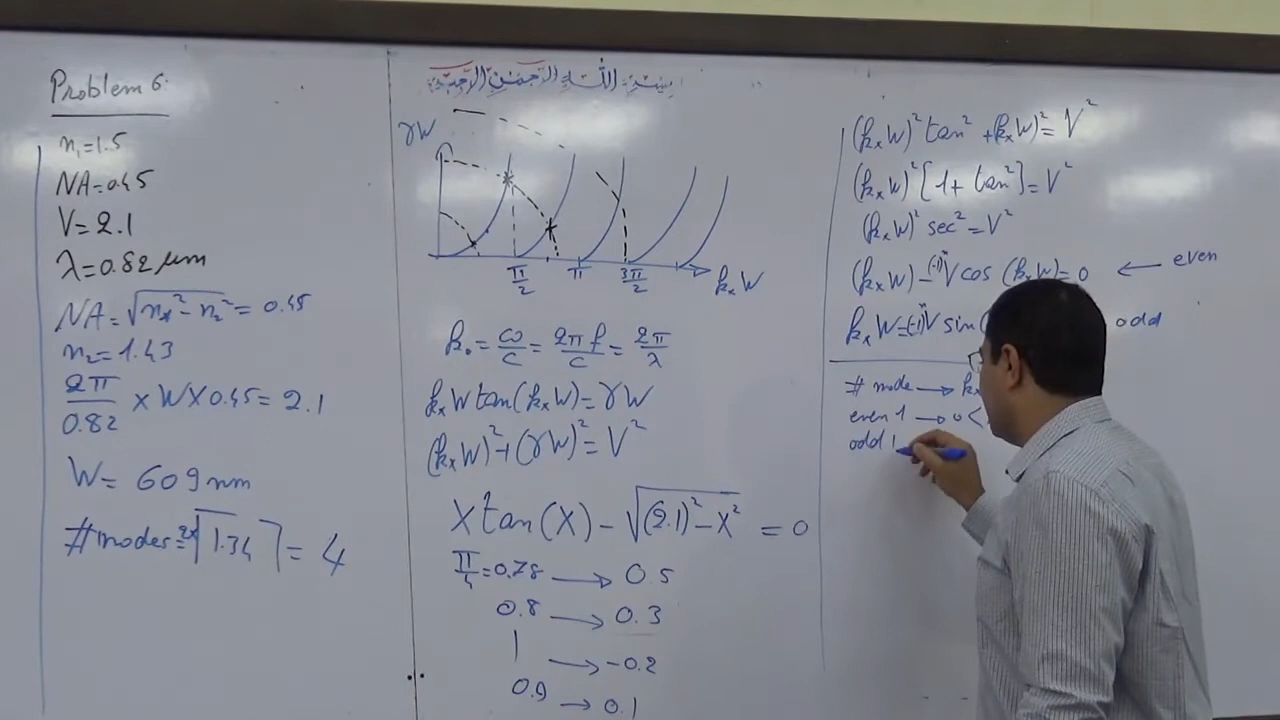 Problem 6:
n₁=1.5
NA=0.45
V=2.1
λ=0.82 μm
NA=√(n₁²-n₂²)=0.45
n₂=1.43
2π/0.82 ×W×0.45=2.1
W=609nm
#modes=2×⌈1.34⌉=4
بسم الله الرحمن الرحيم
γW
π/2 π 3π/2 kₓW
k₀=ω/c=2πf/c=2π/λ
kₓW tan(kₓW)=γW
(kₓW)²+(γW)²=V²
X tan(X)-√((2.1)²-X²)=0
π/4=0.78 → 0.5
0.8 → 0.3
1 → -0.2
0.9 → 0.1
(kₓW)² tan²+kₓW)²=V²
(kₓW)²[1+tan²]=V²
(kₓW)² sec²=V²
(kₓW)-(-1)ⁿV cos(kₓW)=0 ← even
kₓW=(-1)ⁿV sin( odd
# mode → kₓ
even 1 → 0<
odd 1